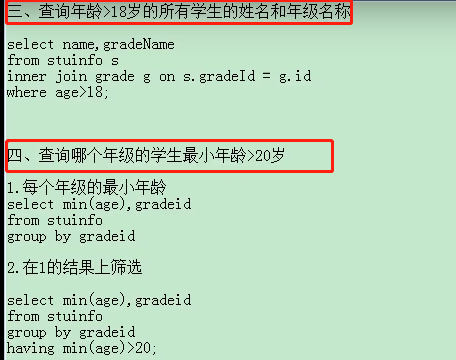 三、查询年龄>18岁的所有学生的姓名和年级名称
select name,gradeName
from stuinfo s
inner join grade g on s.gradeId = g.id
where age>18;
四、查询哪个年级的学生最小年龄>20岁
1.每个年级的最小年龄
select min(age),gradeid
from stuinfo
group by gradeid
2.在1的结果上筛选
select min(age),gradeid
from stuinfo
group by gradeid
having min(age)>20;